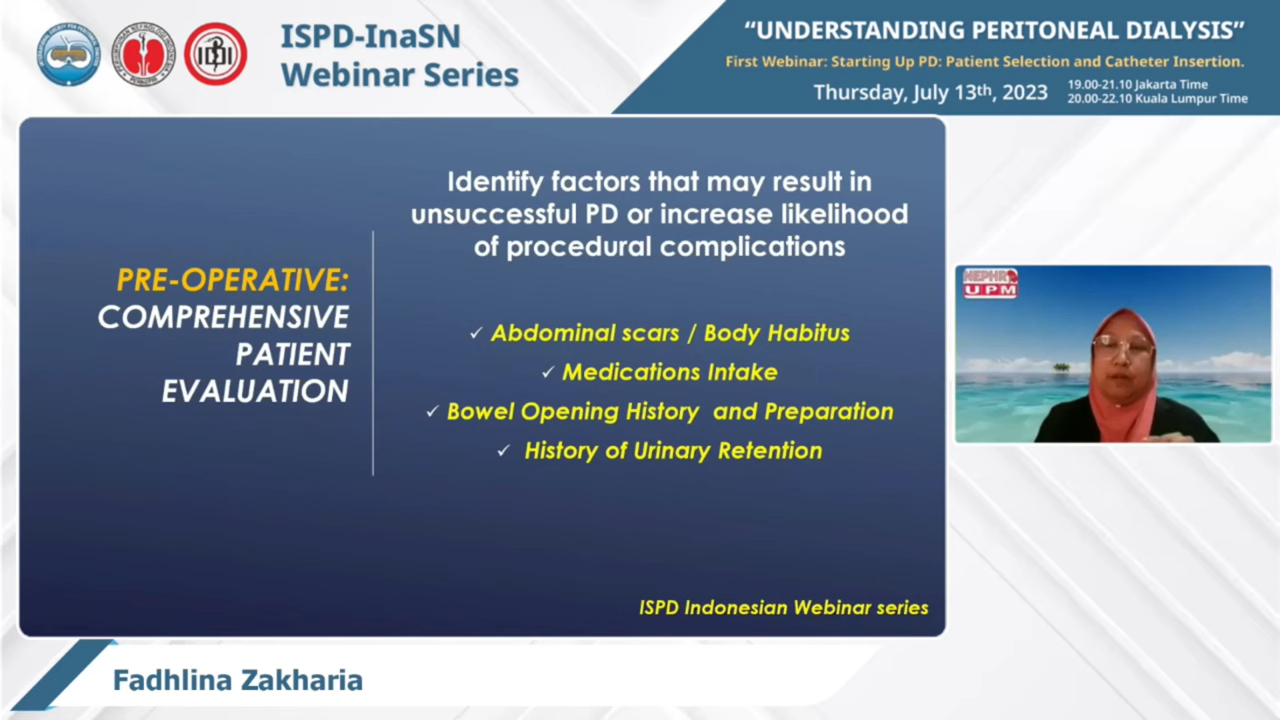 ISPD-InaSN
Webinar Series
“UNDERSTANDING PERITONEAL DIALYSIS”
First Webinar: Starting Up PD: Patient Selection and Catheter Insertion.
Thursday, July 13th, 2023
19.00-21.10 Jakarta Time
20.00-22.10 Kuala Lumpur Time
PRE-OPERATIVE:
COMPREHENSIVE
PATIENT
EVALUATION
Identify factors that may result in
unsuccessful PD or increase likelihood
of procedural complications
✓ Abdominal scars / Body Habitus
✓ Medications Intake
✓ Bowel Opening History and Preparation
✓ History of Urinary Retention
ISPD Indonesian Webinar series
NEPHR
UPM
Fadhlina Zakharia